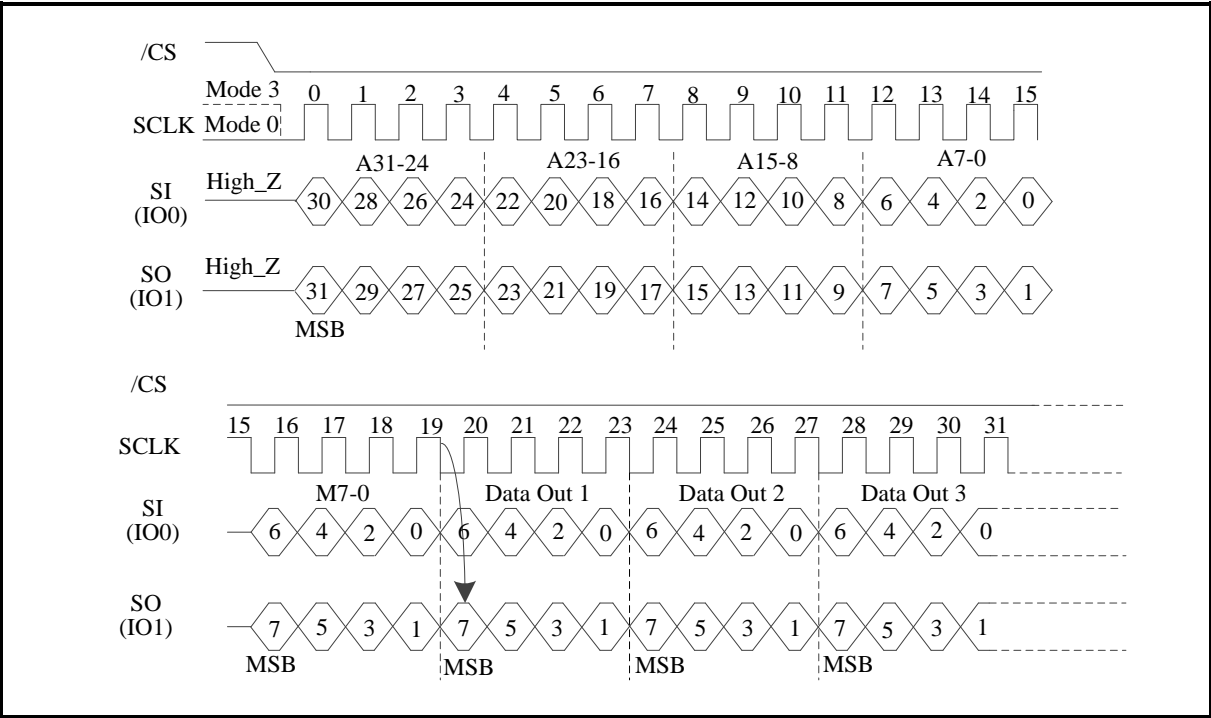 /CS
Mode 3 0 1 2 3 4 5 6 7 8 9 10 11 12 13 14 15
SCLK Mode 0
A31-24 A23-16 A15-8 A7-0
SI High_Z
(IO0) 30 28 26 24 22 20 18 16 14 12 10 8 6 4 2 0
SO High_Z
(IO1) 31 29 27 25 23 21 19 17 15 13 11 9 7 5 3 1
MSB
/CS
15 16 17 18 19 20 21 22 23 24 25 26 27 28 29 30 31
SCLK
M7-0 Data Out 1 Data Out 2 Data Out 3
SI
(IO0) 6 4 2 0 6 4 2 0 6 4 2 0 6 4 2 0
SO
(IO1) 7 5 3 1 7 5 3 1 7 5 3 1 7 5 3 1
MSB MSB MSB MSB